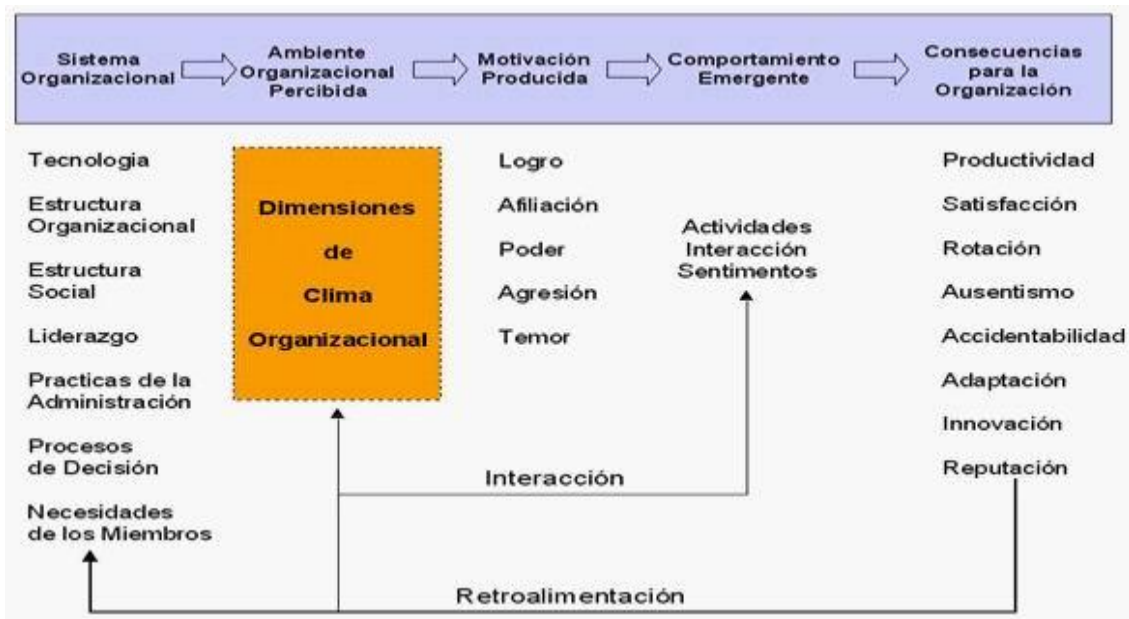 Sistema
Organizacional
Ambiente
Organizacional
Percibida
Motivación
Producida
Comportamiento
Emergente
Consecuencias
para la
Organización
Tecnologia
Estructura
Organizacional
Estructura
Social
Liderazgo
Practicas de la
Administración
Procesos
de Decisión
Necesidades
de los Miembros
Dimensiones
de
Clima
Organizacional
Logro
Afiliación
Poder
Agresión
Temor
Actividades
Interacción
Sentimentos
Productividad
Satisfacción
Rotación
Ausentismo
Accidentabilidad
Adaptación
Innovación
Reputación
Interacción
Retroalimentación